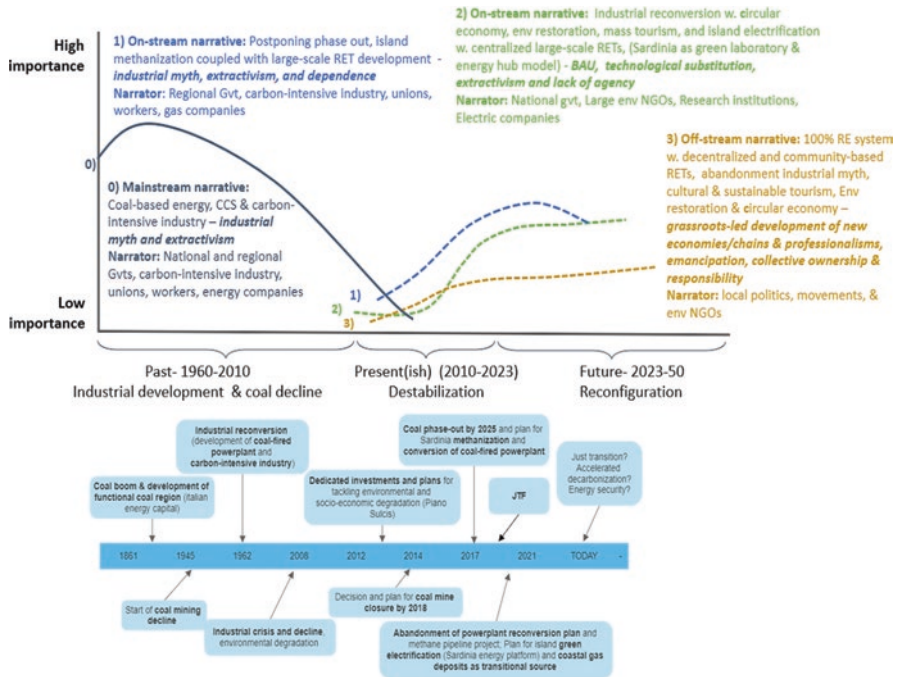 High
importance
1) On-stream narrative: Postponing phase out, island
methanization coupled with large-scale RET development -
industrial myth, extractivism, and dependence
Narrator: Regional Gvt, carbon-intensive industry, unions,
workers, gas companies
2) On-stream narrative: Industrial reconversion w. circular
economy, env restoration, mass tourism, and island electrification
w. centralized large-scale RETs, (Sardinia as green laboratory &
energy hub model) - BAU, technological substitution,
extractivism and lack of agency
Narrator: National gvt, Large env NGOs, Research Institutions,
Electric companies
3) Off-stream narrative: 100% RE system
w. decentralized and community-based
RETs, abandonment industrial myth,
cultural & sustainable tourism, Env
restoration & circular economy –
grassroots-led development of new
economies/chains & professionalisms,
emancipation, collective ownership &
responsibility
Narrator: local politics, movements, &
env NGOs
0)
0) Mainstream narrative:
Coal-based energy, CCS & carbon-
intensive industry – industrial
myth and extractivism
Narrator: National and regional
Gvts, carbon-intensive industry,
unions, workers, energy companies
1)
2)
3)
Low
importance
Past- 1960-2010
Industrial development & coal decline
Present(ish) (2010-2023)
Destabilization
Future- 2023-50
Reconfiguration
Coal boom & development of
functional coal region (italian
energy capital)
Industrial reconversion
(development of coal-fired
powerplant and
carbon-intensive industry)
Dedicated investments and plans for
tackling environmental and
socio-economic degradation (Piano
Sulcis)
Coal phase-out by 2025 and plan for
Sardinia methanization and
conversion of coal-fired powerplant
JTF
Just transition?
Accelerated
decarbonization?
Energy security?
1861 1945 1962 2008 2012 2014 2017 2021 TODAY -
Start of coal mining
decline
Industrial crisis and decline,
environmental degradation
Decision and plan for coal mine
closure by 2018
Abandonment of powerplant reconversion plan and
methane pipeline project; Plan for island green
electrification (Sardinia energy platform) and coastal gas
deposits as transitional source